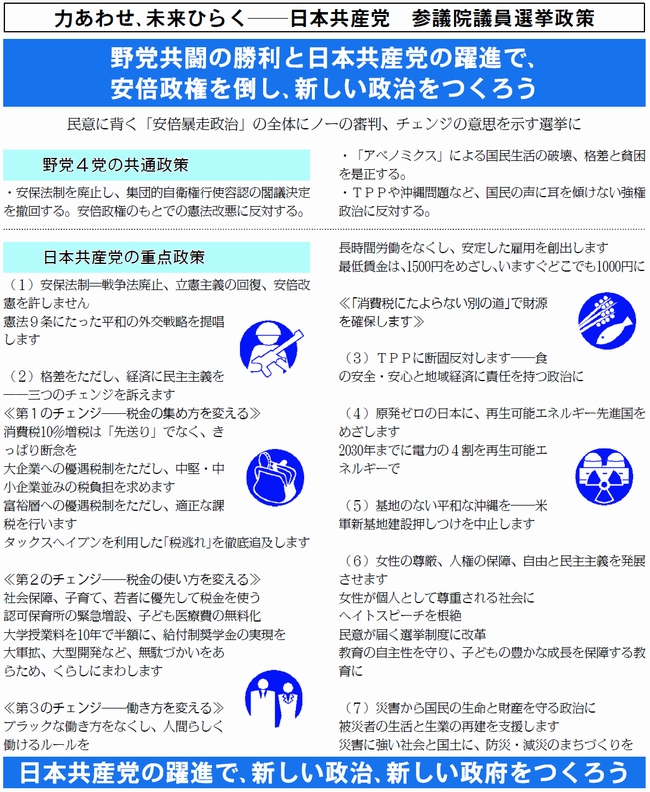 力あわせ、未来ひらく――日本共産党　参議院議員選挙政策
野党共闘の勝利と日本共産党の躍進で、
安倍政権を倒し、新しい政治をつくろう
民意に背く「安倍暴走政治」の全体にノーの審判、チェンジの意思を示す選挙に
野党４党の共通政策
・安保法制を廃止し、集団的自衛権行使容認の閣議決定
を撤回する。安倍政権のもとでの憲法改悪に反対する。
・「アベノミクス」による国民生活の破壊、格差と貧困
を是正する。
・ＴＰＰや沖縄問題など、国民の声に耳を傾けない強権
政治に反対する。
日本共産党の重点政策
（１）安保法制＝戦争法廃止、立憲主義の回復、安倍改
憲を許しません
憲法９条にたった平和の外交戦略を提唱
します
（２）格差をただし、経済に民主主義を
――三つのチェンジを訴えます
≪第１のチェンジ――税金の集め方を変える≫
消費税10％増税は「先送り」でなく、き
っぱり断念を
大企業への優遇税制をただし、中堅・中
小企業並みの税負担を求めます
富裕層への優遇税制をただし、適正な課
税を行います
タックスヘイブンを利用した「税逃れ」を徹底追及します
≪第２のチェンジ――税金の使い方を変える≫
社会保障、子育て、若者に優先して税金を使う
認可保育所の緊急増設、子ども医療費の無料化
大学授業料を10年で半額に、給付制奨学金の実現を
大軍拡、大型開発など、無駄づかいをあ
らため、くらしにまわします
≪第３のチェンジ――働き方を変える≫
ブラックな働き方をなくし、人間らしく
働けるルールを
長時間労働をなくし、安定した雇用を創出します
最低賃金は、1500円をめざし、いますぐどこでも1000円に
≪「消費税にたよらない別の道」で財源
を確保します≫
（３）ＴＰＰに断固反対します――食
の安全・安心と地域経済に責任を持つ政治に
（４）原発ゼロの日本に、再生可能エネルギー先進国を
めざします
2030年までに電力の４割を再生可能エ
ネルギーで
（５）基地のない平和な沖縄を――米
軍新基地建設押しつけを中止します
（６）女性の尊厳、人権の保障、自由と民主主義を発展
させます
女性が個人として尊重される社会に
ヘイトスピーチを根絶
民意が届く選挙制度に改革
教育の自主性を守り、子どもの豊かな成長を保障する教
育に
（７）災害から国民の生命と財産を守る政治に
被災者の生活と生業の再建を支援します
災害に強い社会と国土に、防災・減災のまちづくりを
日本共産党の躍進で、新しい政治、新しい政府をつくろう